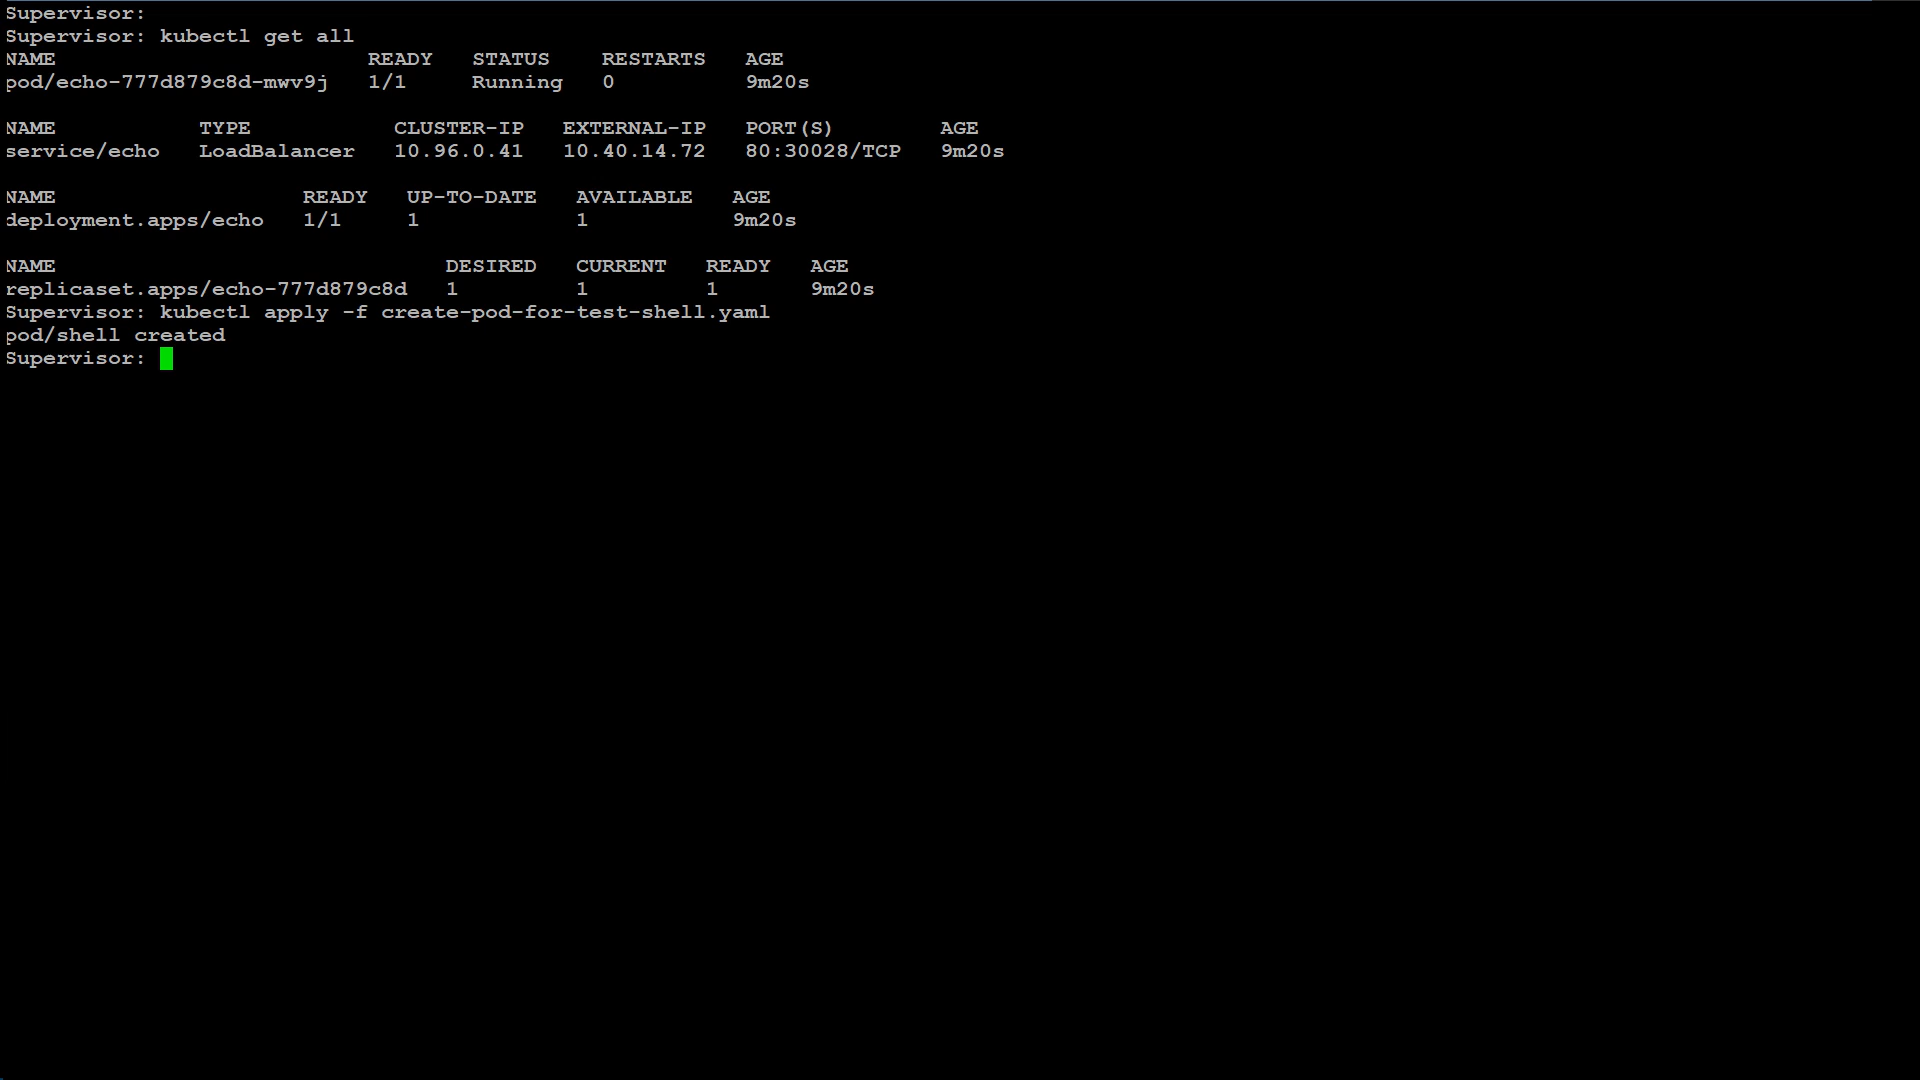 Supervisor:
Supervisor: kubectl get all
NAME                        READY   STATUS    RESTARTS   AGE
pod/echo-777d879c8d-mwv9j   1/1     Running   0          9m20s
NAME           TYPE           CLUSTER-IP   EXTERNAL-IP   PORT(S)        AGE
service/echo   LoadBalancer   10.96.0.41   10.40.14.72   80:30028/TCP   9m20s
NAME                   READY   UP-TO-DATE   AVAILABLE   AGE
deployment.apps/echo   1/1     1            1           9m20s
NAME                              DESIRED   CURRENT   READY   AGE
replicaset.apps/echo-777d879c8d   1         1         1       9m20s
Supervisor: kubectl apply -f create-pod-for-test-shell.yaml
pod/shell created
Supervisor: